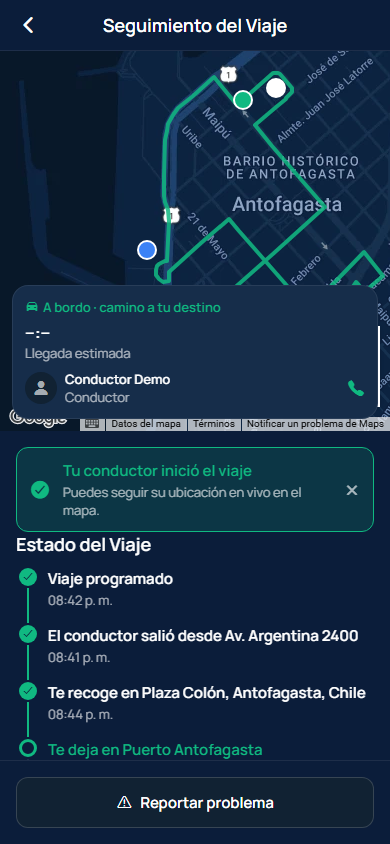 Seguimiento del Viaje
1
José de S
Almte. Juan José Latorre
Maipú
Uribe
BARRIO HISTÓRICO
DE ANTOFAGASTA
Antofagasta
1
21 de Mayo
Febrero
A bordo · camino a tu destino
--:--
Llegada estimada
Conductor Demo
Conductor
Google
Datos del mapa
Términos
Notificar un problema de Maps
Tu conductor inició el viaje
Puedes seguir su ubicación en vivo en el
mapa.
Estado del Viaje
Viaje programado
08:42 p. m.
El conductor salió desde Av. Argentina 2400
08:41 p. m.
Te recoge en Plaza Colón, Antofagasta, Chile
08:44 p. m.
Te deja en Puerto Antofagasta
Reportar problema